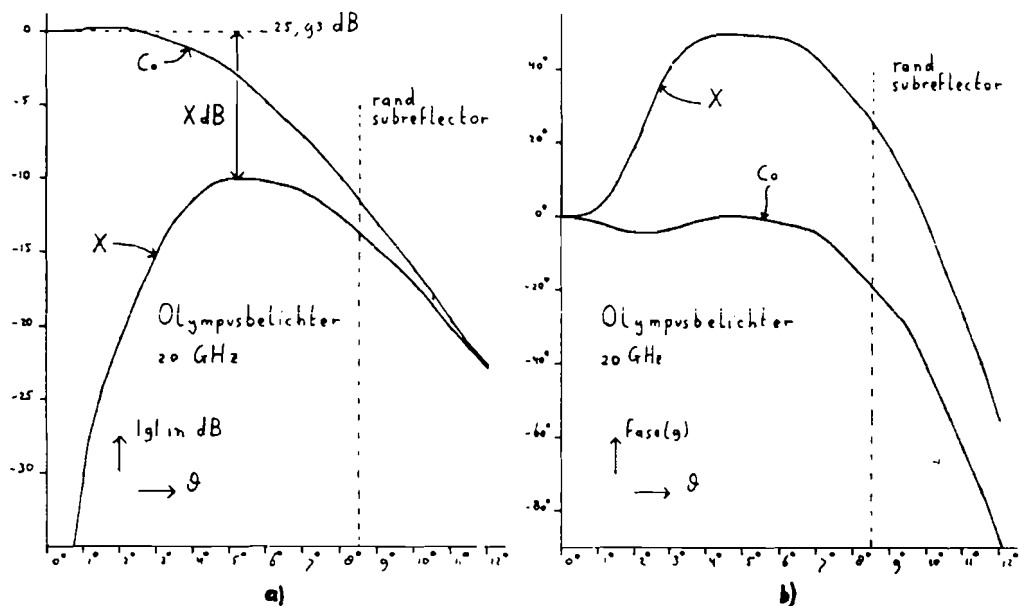 0
-5
-10
-15
-20
-25
-30
25,93 dB
Co
X dB
X
rand
subreflector
Olympusbelichter
20 GHz
|g| in dB
ϑ
0° 1° 2° 3° 4° 5° 6° 7° 8° 9° 10° 11° 12°
a)
40°
20°
0°
-20°
-40°
-60°
-80°
X
Co
rand
subreflector
Olympusbelichter
20 GHz
Fase(g)
ϑ
0° 1° 2° 3° 4° 5° 6° 7° 8° 9° 10° 11° 12°
b)